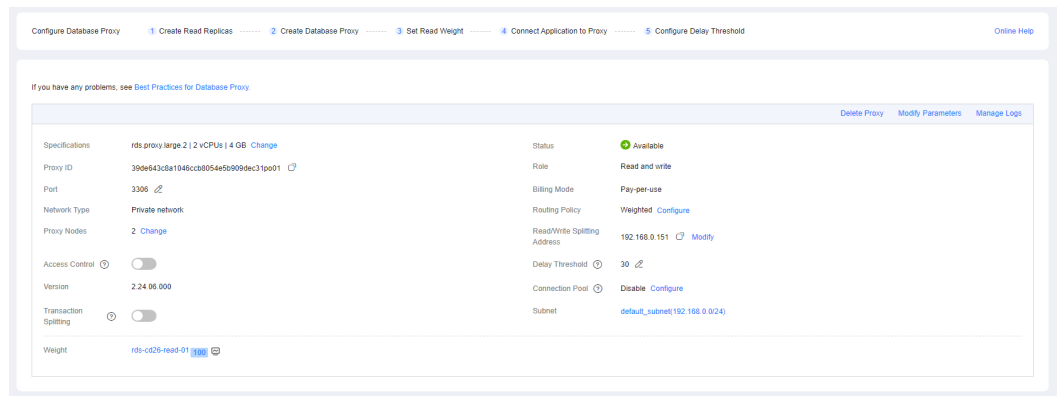 Configure Database Proxy 1 Create Read Replicas 2 Create Database Proxy 3 Set Read Weight 4 Connect Application to Proxy 5 Configure Delay Threshold Online Help
If you have any problems, see Best Practices for Database Proxy.
Delete Proxy Modify Parameters Manage Logs
Specifications rds.proxy.large.2 | 2 vCPUs | 4 GB Change
Status Available
Proxy ID 39de643c8a1046ccb8054e5b909dec31po01
Role Read and write
Port 3306
Billing Mode Pay-per-use
Network Type Private network
Routing Policy Weighted Configure
Proxy Nodes 2 Change
Read/Write Splitting
Address 192.168.0.151 Modify
Access Control ?
Delay Threshold ? 30
Version 2.24.06.000
Connection Pool ? Disable Configure
Transaction
Splitting ?
Subnet default_subnet(192.168.0.0/24)
Weight rds-cd26-read-01 100